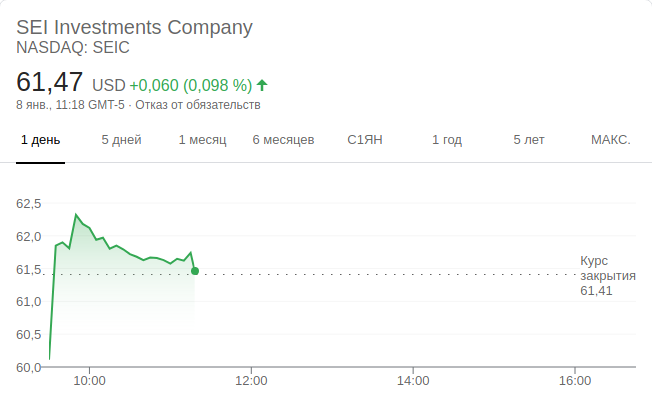 SEI Investments Company
NASDAQ: SEIC
61,47 USD +0,060 (0,098 %)
8 янв., 11:18 GMT-5 · Отказ от обязательств
1 день 5 дней 1 месяц 6 месяцев С1ЯН 1 год 5 лет МАКС.
62,5
62,0
61,5
61,0
60,5
60,0
Курс
закрытия
61,41
10:00 12:00 14:00 16:00